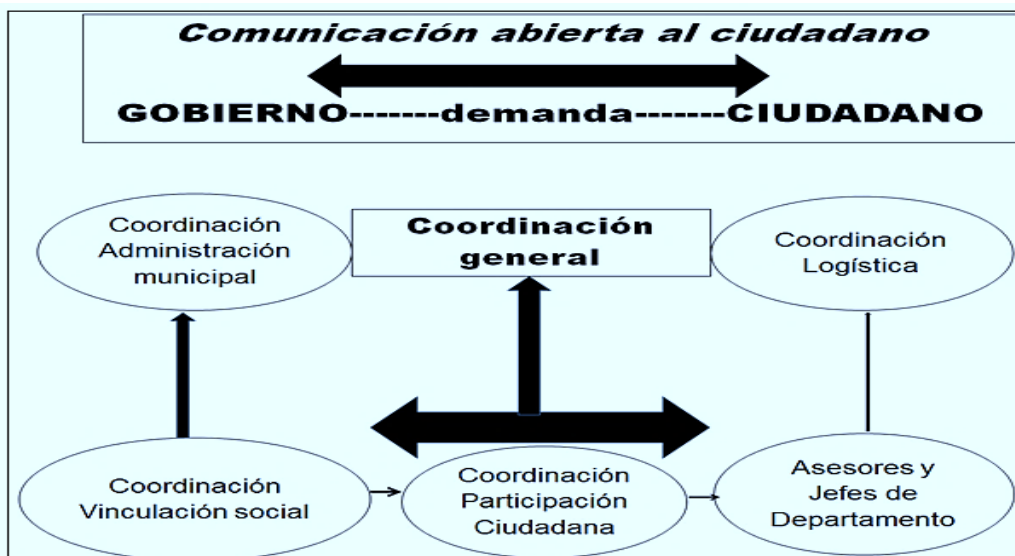 Comunicación abierta al ciudadano
GOBIERNO-------demanda-------CIUDADANO
Coordinación
Administración
municipal
Coordinación
general
Coordinación
Logística
Coordinación
Vinculación social
Coordinación
Participación
Ciudadana
Asesores y
Jefes de
Departamento